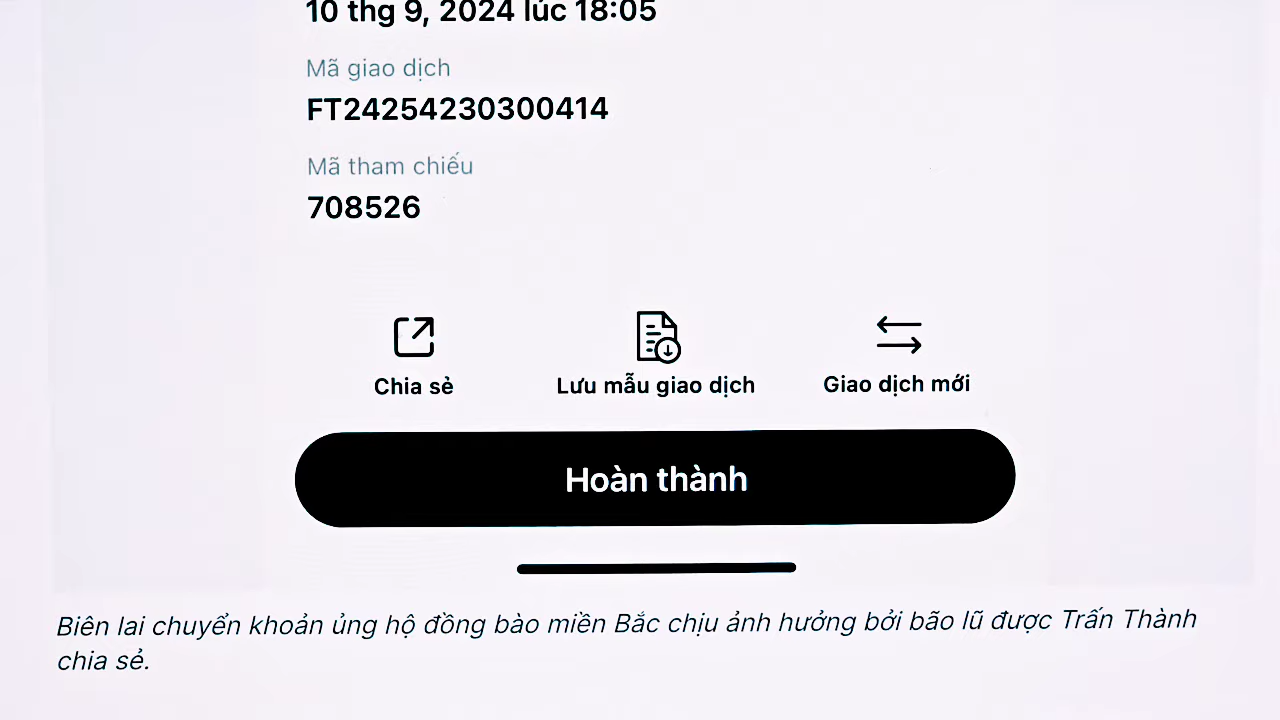 10 thg 9, 2024 lúc 18:05
Mã giao dịch
FT24254230300414
Mã tham chiếu
708526
Chia sẻ
Lưu mẫu giao dịch
Giao dịch mới
Hoàn thành
Biên lai chuyển khoản ủng hộ đồng bào miền Bắc chịu ảnh hưởng bởi bão lũ được Trấn Thành
chia sẻ.